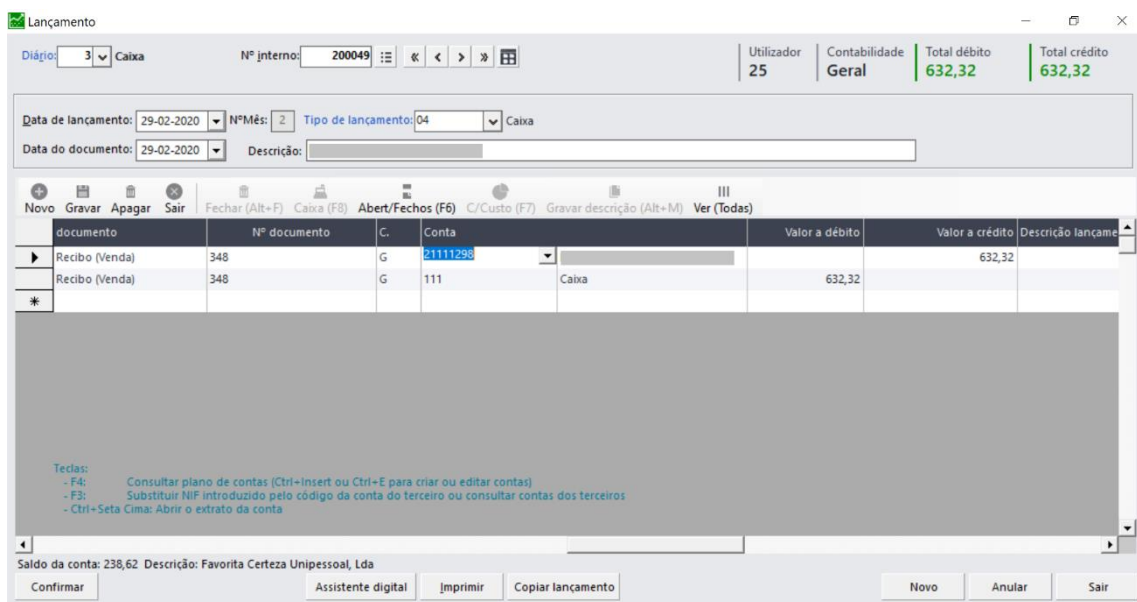 Lançamento
Diário: 3 Caixa Nº interno: 200049 Utilizador Contabilidade Total débito Total crédito
25 Geral 632,32 632,32
Data de lançamento: 29-02-2020 NºMês: 2 Tipo de lançamento: 04 Caixa
Data do documento: 29-02-2020 Descrição:
Novo Gravar Apagar Sair Fechar (Alt+F) Caixa (F8) Abert/Fechos (F6) C/Custo (F7) Gravar descrição (Alt+M) Ver (Todas)
documento Nº documento C. Conta Valor a débito Valor a crédito Descrição lançame
Recibo (Venda) 348 G 21111298 632,32
Recibo (Venda) 348 G 111 Caixa 632,32
Teclas:
- F4: Consultar plano de contas (Ctrl+Insert ou Ctrl+E para criar ou editar contas)
- F3: Substituir NIF introduzido pelo código da conta do terceiro ou consultar contas dos terceiros
- Ctrl+Seta Cima: Abrir o extrato da conta
Saldo da conta: 238,62 Descrição: Favorita Certeza Unipessoal, Lda
Confirmar Assistente digital Imprimir Copiar lançamento Novo Anular Sair